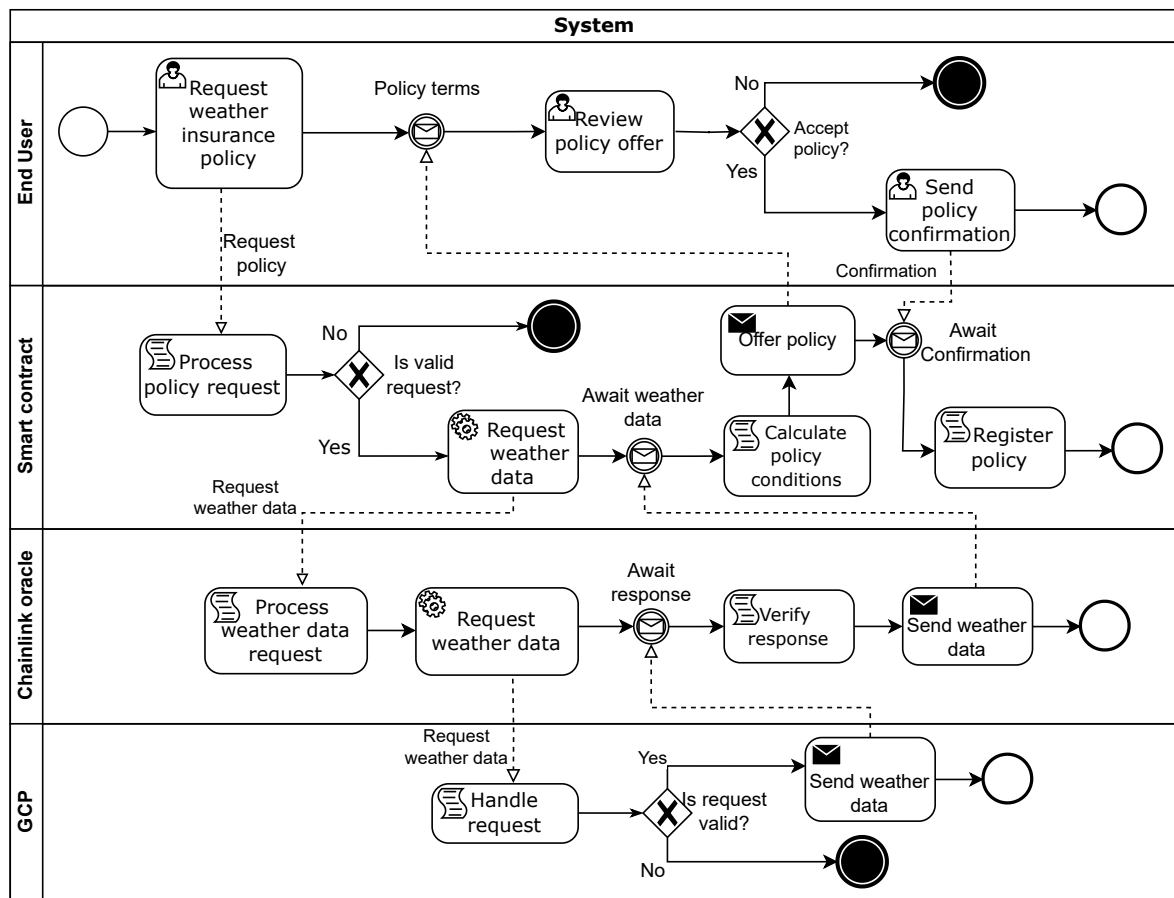 System
End User
Request
weather
insurance
policy
Policy terms
Review
policy offer
No
Accept
policy?
Yes
Send
policy
confirmation
Request
policy
Confirmation
Smart contract
Process
policy request
No
Is valid
request?
Yes
Request
weather
data
Await weather
data
Calculate
policy
conditions
Offer policy
Await
Confirmation
Register
policy
Request
weather data
Chainlink oracle
Process
weather data
request
Request
weather data
Await
response
Verify
response
Send weather
data
GCP
Request
weather data
Handle
request
Yes
Is request
valid?
No
Send weather
data